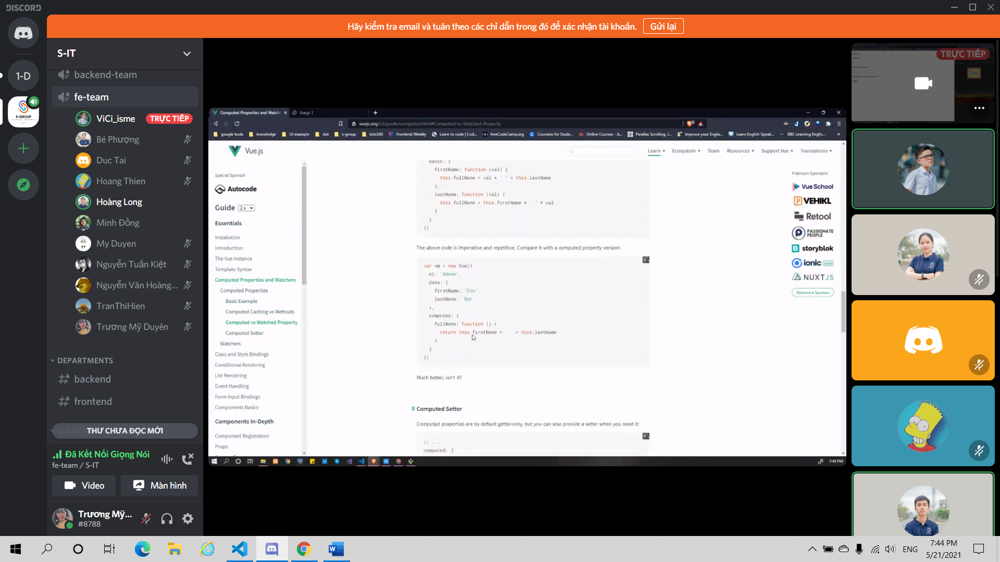 DISCORD
Hãy kiểm tra email và tuân theo các chỉ dẫn trong đó để xác nhận tài khoản.
Gửi lại
S-IT
1-D
S-GROUP
backend-team
fe-team
ViCi_isme
TRỰC TIẾP
Bé Phượng
Duc Tai
Hoang Thien
Hoàng Long
Minh Đồng
My Duyen
Nguyễn Tuấn Kiệt
Nguyễn Văn Hoàng...
TranThiHien
Trương Mỹ Duyên
DEPARTMENTS
backend
frontend
THƯ CHƯA ĐỌC MỚI
Đã Kết Nối Giọng Nói
fe-team / S-IT
Video
Màn hình
Trương Mỹ...
#8788
Computed Properties and Watch
Vue.js 1
vuejs.org/v2/guide/computed.html#Computed-vs-Watched-Property
google tools
knowledge
UI example
dut
s-group
kids360
Frontend Weekly
Learn to code | Cod...
freeCodeCamp.org
Coursera for Stude...
Online Courses - A...
Parallax Scrolling, J...
Improve your Englis...
Learn English Speak...
BBC Learning Englis...
Vue.js
Learn
Ecosystem
Team
Resources
Support Vue
Translations
Special Sponsor
Autocode
Guide
2.x
Essentials
Installation
Introduction
The Vue Instance
Template Syntax
Computed Properties and Watchers
Computed Properties
Basic Example
Computed Caching vs Methods
Computed vs Watched Property
Computed Setter
Watchers
Class and Style Bindings
Conditional Rendering
List Rendering
Event Handling
Form Input Bindings
Components Basics
Components In-Depth
Component Registration
Props
watch: {
firstName: function (val) {
this.fullName = val + ' ' + this.lastName
},
lastName: function (val) {
this.fullName = this.firstName + ' ' + val
}
}
})
The above code is imperative and repetitive. Compare it with a computed property version:
var vm = new Vue({
el: '#demo',
data: {
firstName: 'Foo',
lastName: 'Bar'
},
computed: {
fullName: function () {
return this.firstName + + this.lastName
}
}
})
Much better, isn't it?
# Computed Setter
Computed properties are by default getter-only, but you can also provide a setter when you need it:
// ...
computed: {
Platinum Sponsors
Vue School
VEHIKL
Retool
PASSIONATE
PEOPLE
storyblok
ionic vue
NUXTJS
Become a Sponsor
7:44 PM
TRỰC TIẾP
ENG
7:44 PM
5/21/2021